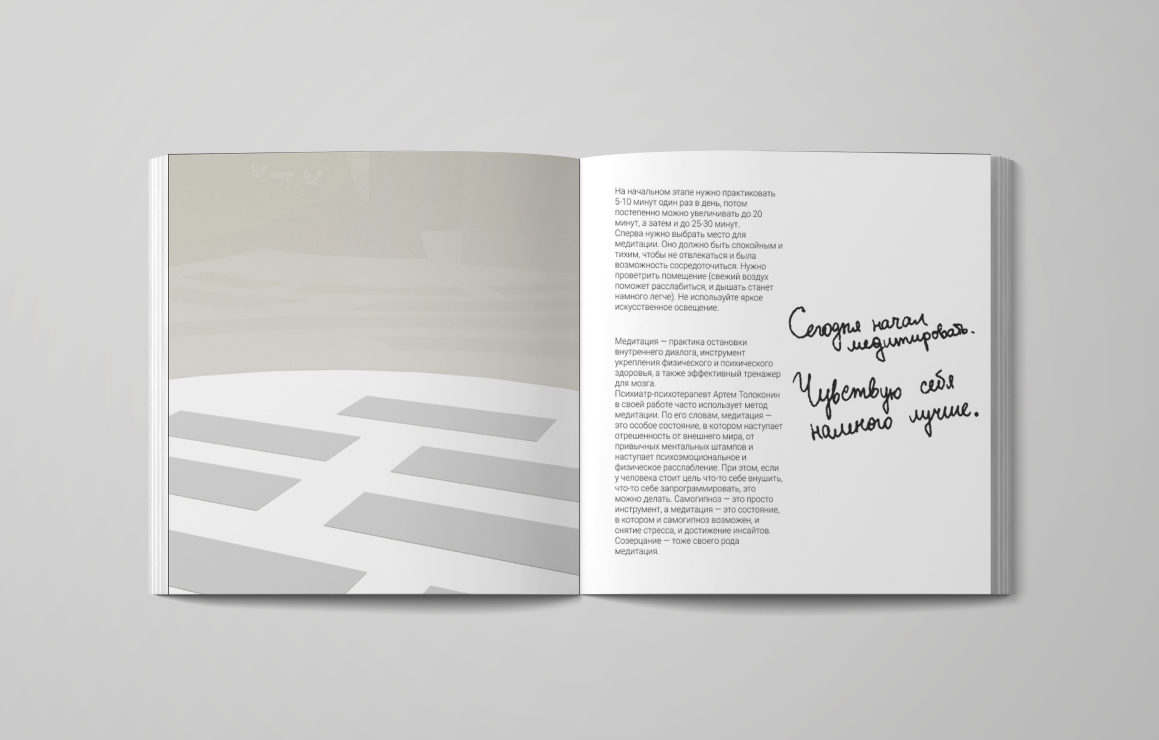 На начальном этапе нужно практиковать
5-10 минут один раз в день, потом
постепенно можно увеличивать до 20
минут, а затем и до 25-30 минут.
Сперва нужно выбрать место для
медитации. Оно должно быть спокойным и
тихим, чтобы не отвлекаться и была
возможность сосредоточиться. Нужно
проветрить помещение (свежий воздух
поможет расслабиться, и дышать станет
намного легче). Не используйте яркое
искусственное освещение.
Медитация — практика остановки
внутреннего диалога, инструмент
укрепления физического и психического
здоровья, а также эффективный тренажер
для мозга.
Психиатр-психотерапевт Артем Толоконин
в своей работе часто использует метод
медитации. По его словам, медитация —
это особое состояние, в котором наступает
отрешенность от внешнего мира, от
привычных ментальных штампов и
наступает психоэмоциональное и
физическое расслабление. При этом, если
у человека стоит цель что-то себе внушить,
что-то себе запрограммировать, это
можно делать. Самогипноз — это просто
инструмент, а медитация — это состояние,
в котором и самогипноз возможен, и
снятие стресса, и достижение инсайтов.
Созерцание — тоже своего рода
медитация.
Сегодня начал
медитировать.
Чувствую себя
намного лучше.